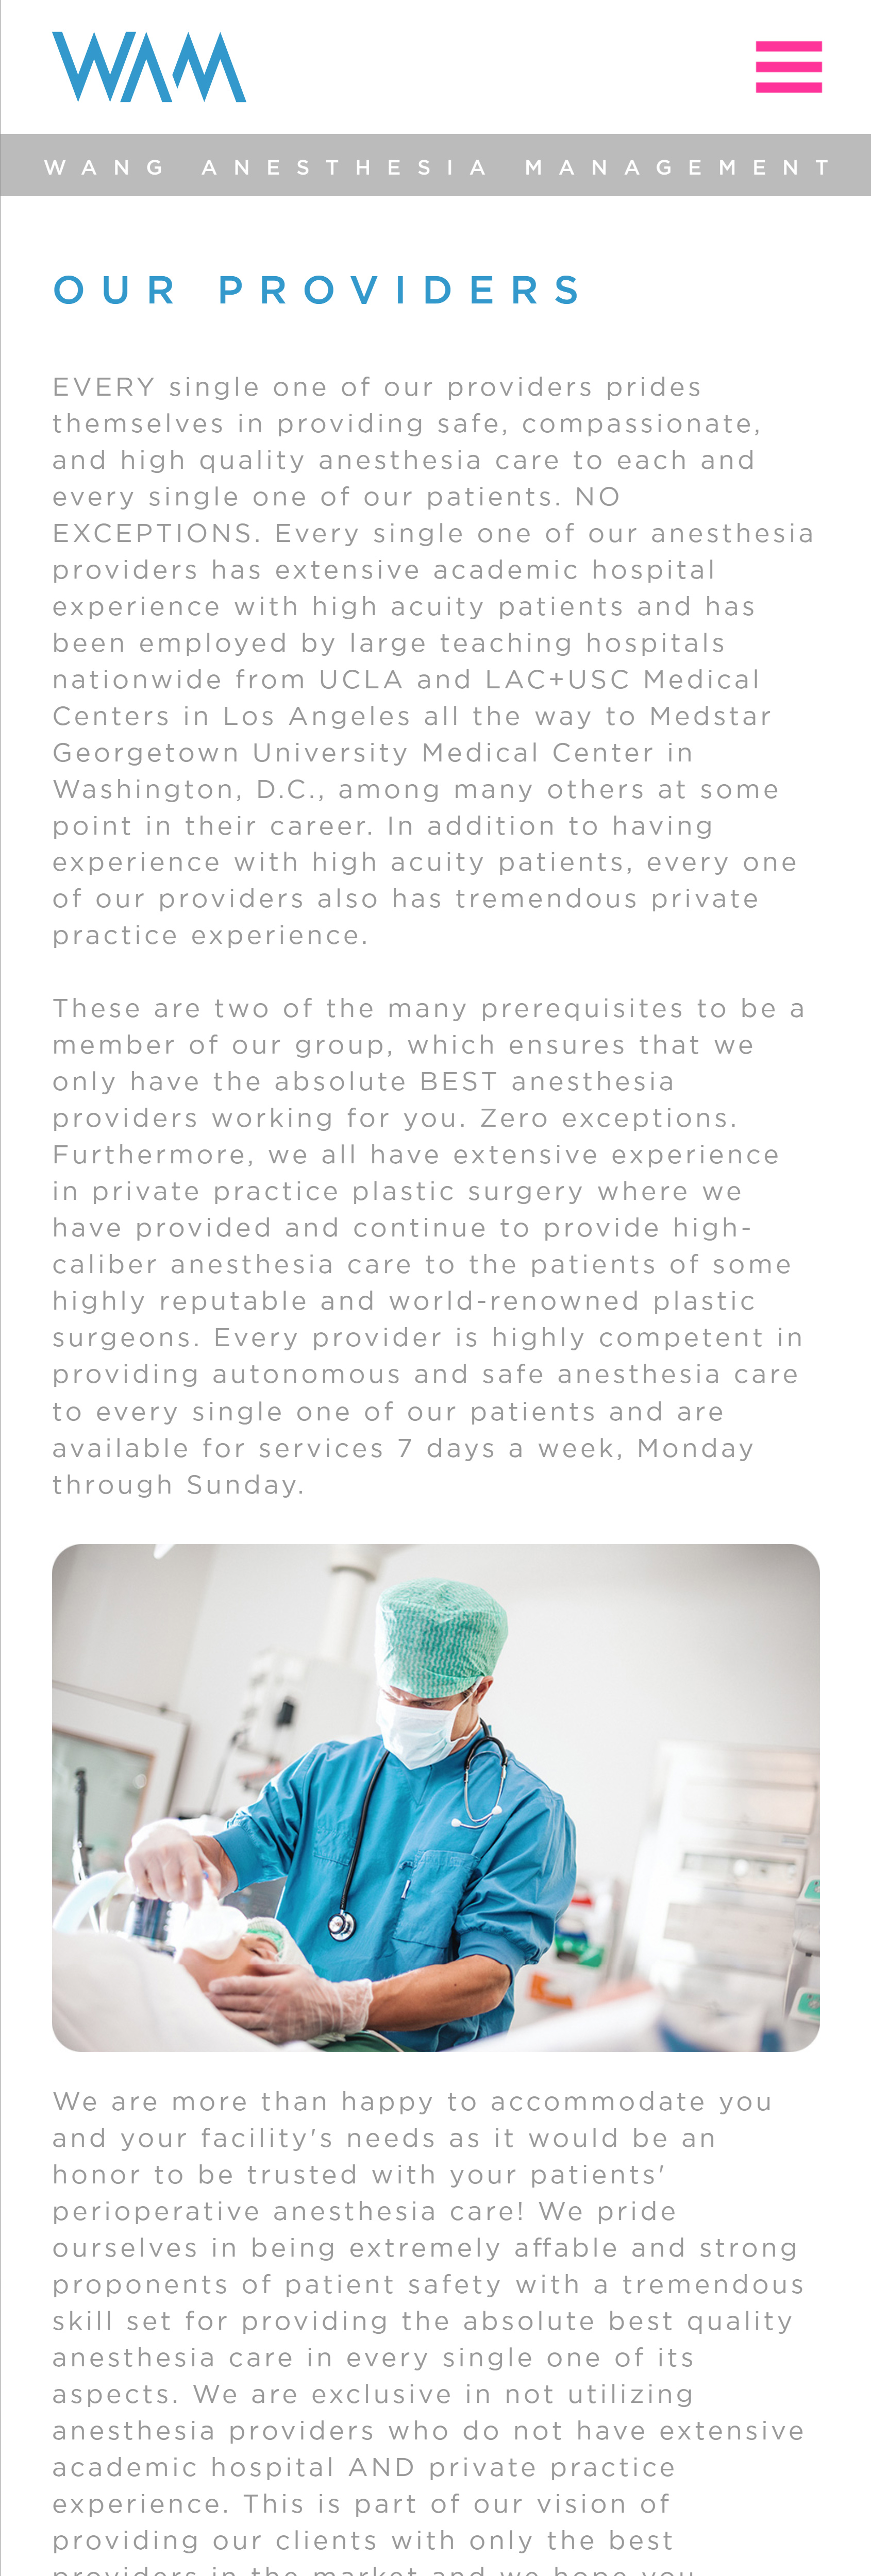 WAM
WANG ANESTHESIA MANAGEMENT
OUR PROVIDERS
EVERY single one of our providers prides
themselves in providing safe, compassionate,
and high quality anesthesia care to each and
every single one of our patients. NO
EXCEPTIONS. Every single one of our anesthesia
providers has extensive academic hospital
experience with high acuity patients and has
been employed by large teaching hospitals
nationwide from UCLA and LAC+USC Medical
Centers in Los Angeles all the way to Medstar
Georgetown University Medical Center in
Washington, D.C., among many others at some
point in their career. In addition to having
experience with high acuity patients, every one
of our providers also has tremendous private
practice experience.
These are two of the many prerequisites to be a
member of our group, which ensures that we
only have the absolute BEST anesthesia
providers working for you. Zero exceptions.
Furthermore, we all have extensive experience
in private practice plastic surgery where we
have provided and continue to provide high-
caliber anesthesia care to the patients of some
highly reputable and world-renowned plastic
surgeons. Every provider is highly competent in
providing autonomous and safe anesthesia care
to every single one of our patients and are
available for services 7 days a week, Monday
through Sunday.
We are more than happy to accommodate you
and your facility's needs as it would be an
honor to be trusted with your patients'
perioperative anesthesia care! We pride
ourselves in being extremely affable and strong
proponents of patient safety with a tremendous
skill set for providing the absolute best quality
anesthesia care in every single one of its
aspects. We are exclusive in not utilizing
anesthesia providers who do not have extensive
academic hospital AND private practice
experience. This is part of our vision of
providing our clients with only the best
providers in the market and we hope you